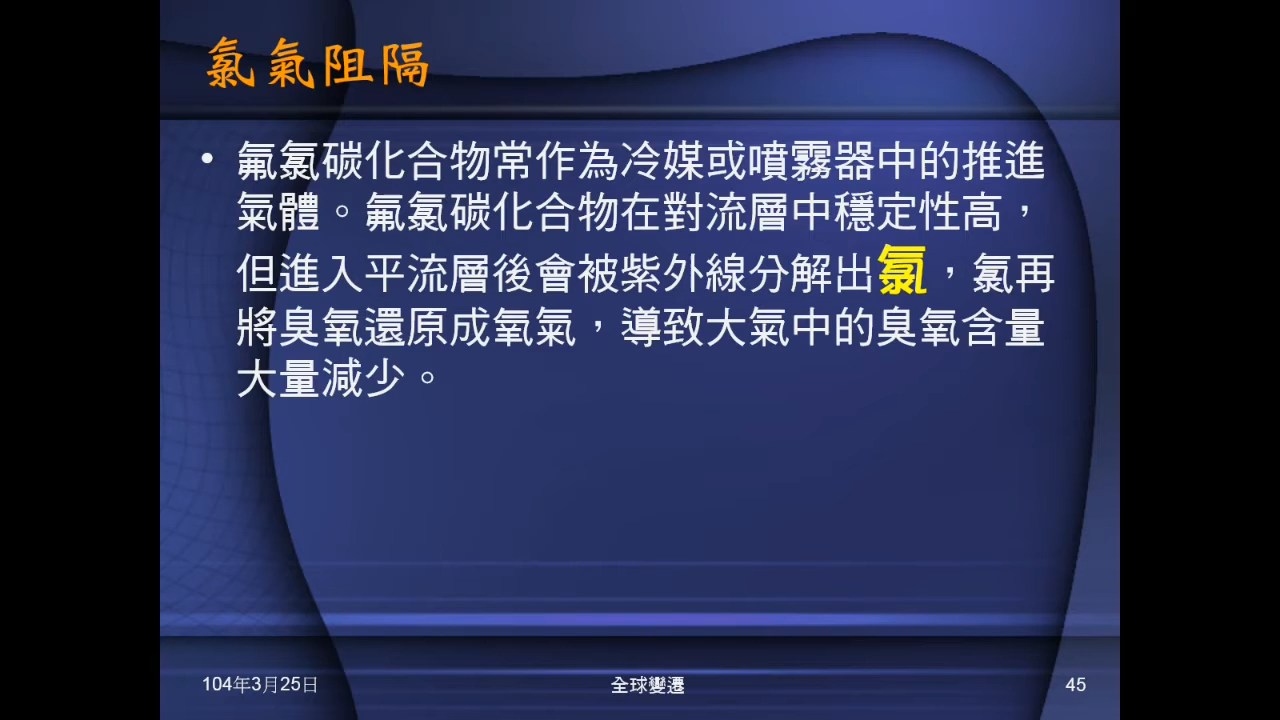 氯氣阻隔
• 氟氯碳化合物常作為冷媒或噴霧器中的推進
氣體。氟氯碳化合物在對流層中穩定性高，
但進入平流層後會被紫外線分解出氯，氯再
將臭氧還原成氧氣，導致大氣中的臭氧含量
大量減少。
104年3月25日
全球變遷
45